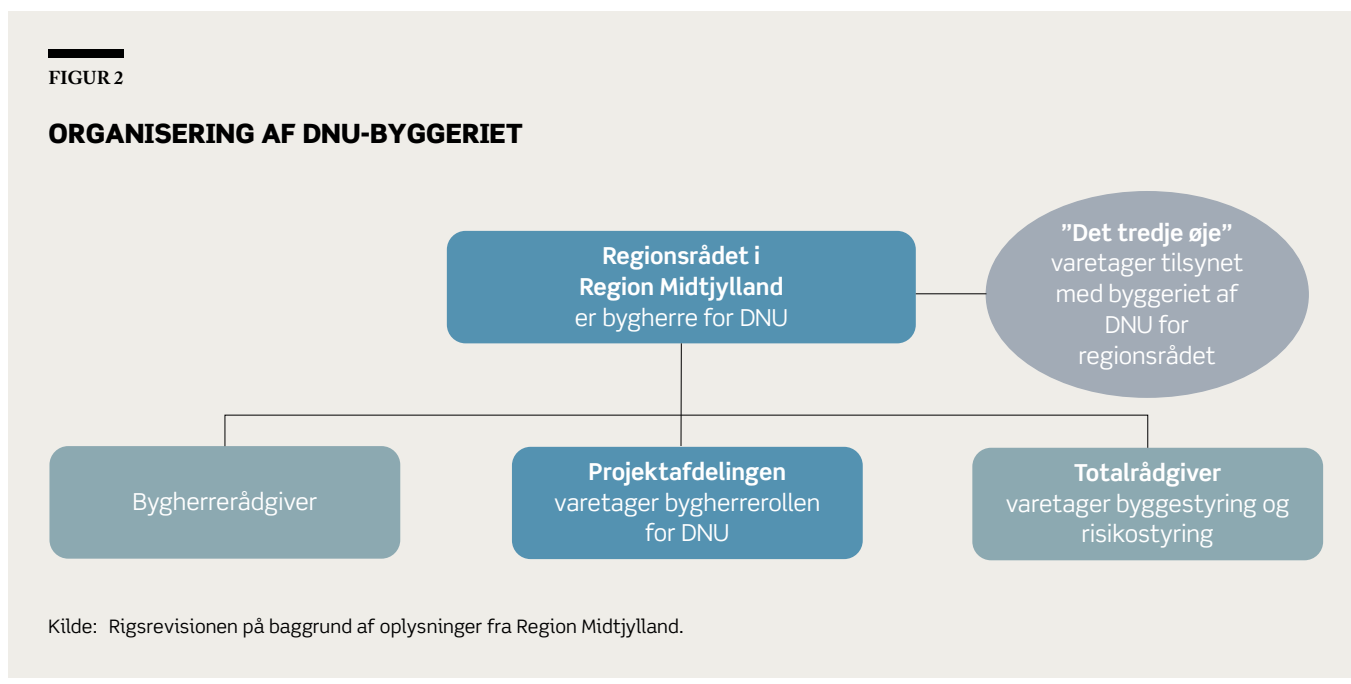 FIGUR 2
ORGANISERING AF DNU-BYGGERIET
Regionsrådet i
Region Midtjylland
er bygherre for DNU
”Det tredje øje”
varetager tilsynet
med byggeriet af
DNU for
regionsrådet
Bygherrerådgiver
Projektafdelingen
varetager bygherrerollen
for DNU
Totalrådgiver
varetager byggestyring og
risikostyring
Kilde: Rigsrevisionen på baggrund af oplysninger fra Region Midtjylland.